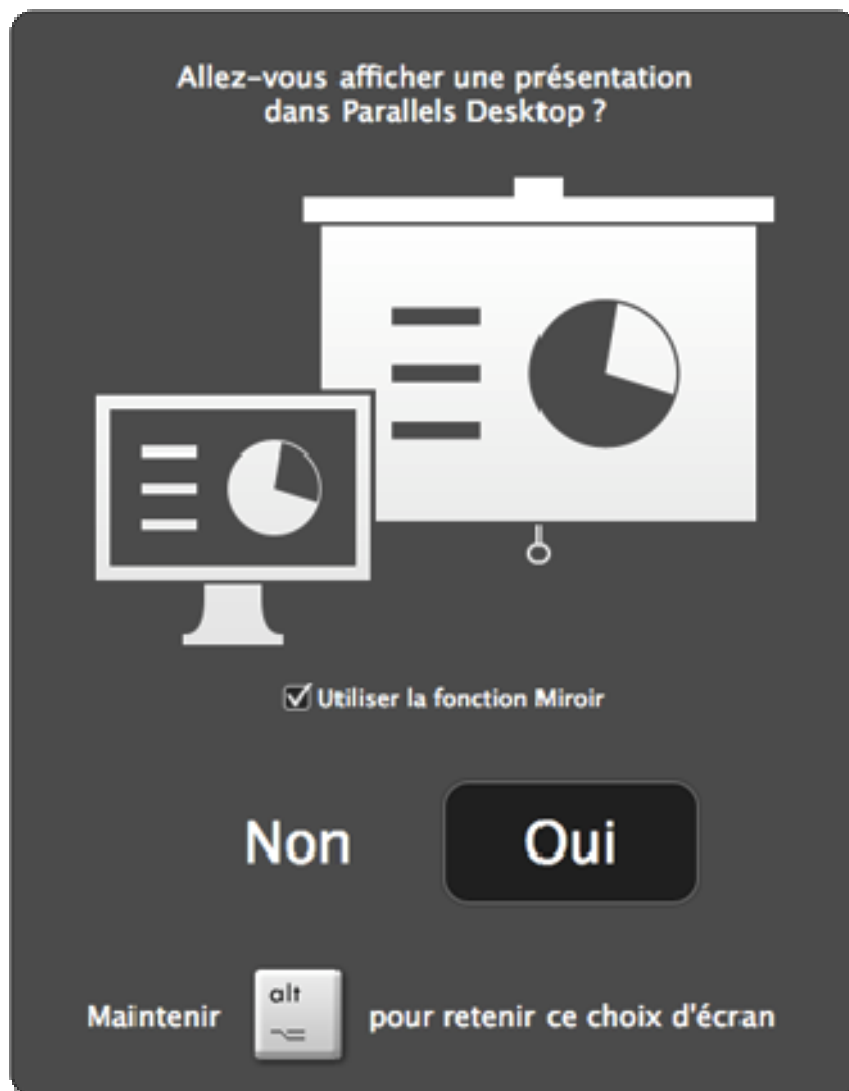 Allez-vous afficher une présentation
dans Parallels Desktop ?
Utiliser la fonction Miroir
Non Oui
Maintenir alt pour retenir ce choix d'écran